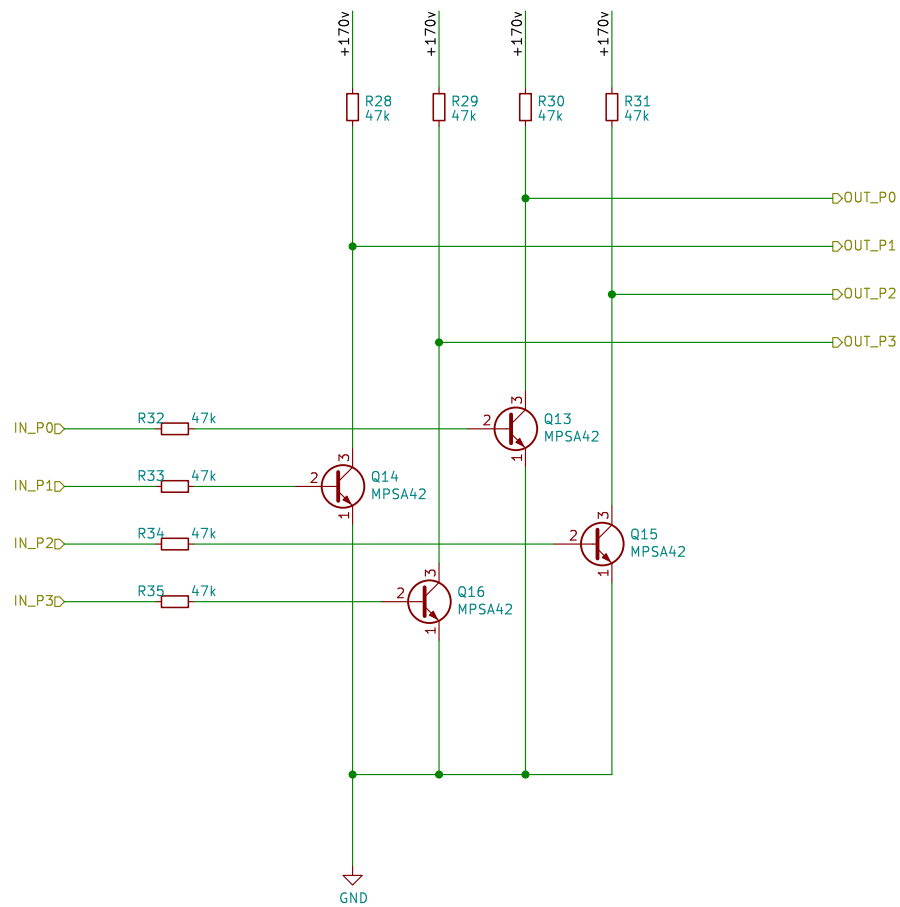 +170v
+170v
+170v
+170v
R28
47k
R29
47k
R30
47k
R31
47k
OUT_P0
OUT_P1
OUT_P2
OUT_P3
IN_P0
R32 47k
2
3
1
Q13
MPSA42
IN_P1
R33 47k
2
3
1
Q14
MPSA42
IN_P2
R34 47k
2
3
1
Q15
MPSA42
IN_P3
R35 47k
2
3
1
Q16
MPSA42
GND